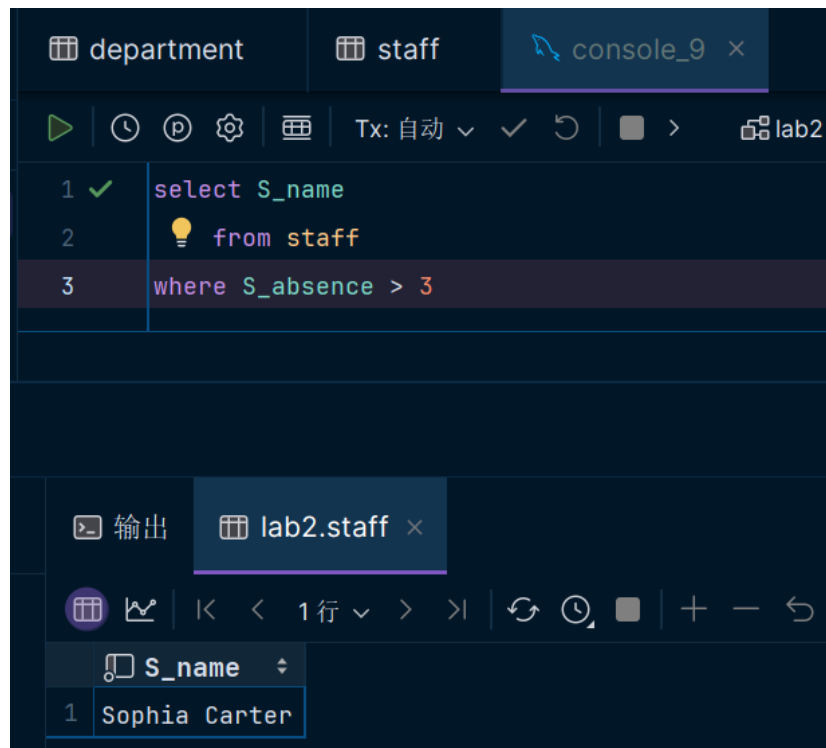 department staff console_9
Tx: 自动 lab2
1 select S_name
2 from staff
3 where S_absence > 3
输出 lab2.staff
1 行
S_name
1 Sophia Carter